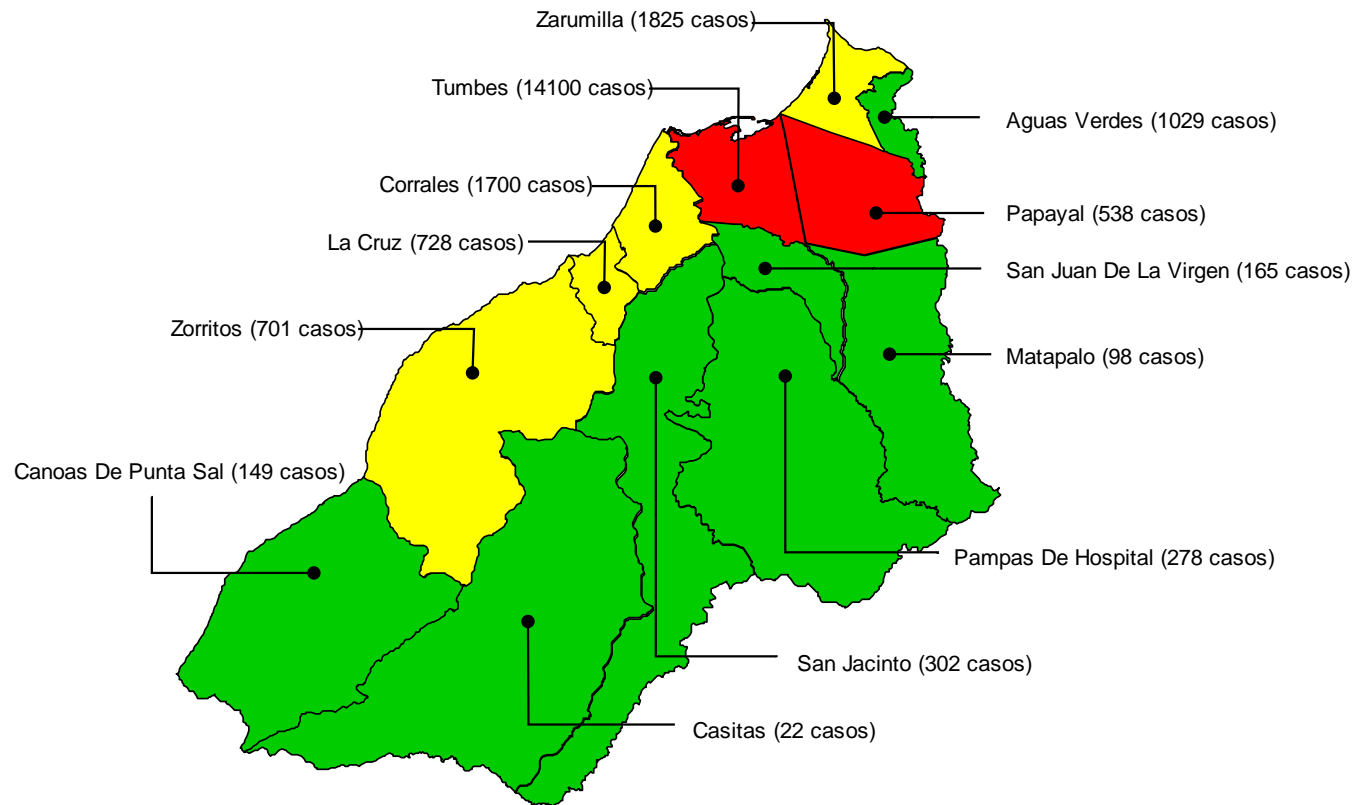 Zarumilla (1825 casos)
Tumbes (14100 casos)
Aguas Verdes (1029 casos)
Corrales (1700 casos)
Papayal (538 casos)
La Cruz (728 casos)
San Juan De La Virgen (165 casos)
Zorritos (701 casos)
Matapalo (98 casos)
Canoas De Punta Sal (149 casos)
Pampas De Hospital (278 casos)
San Jacinto (302 casos)
Casitas (22 casos)